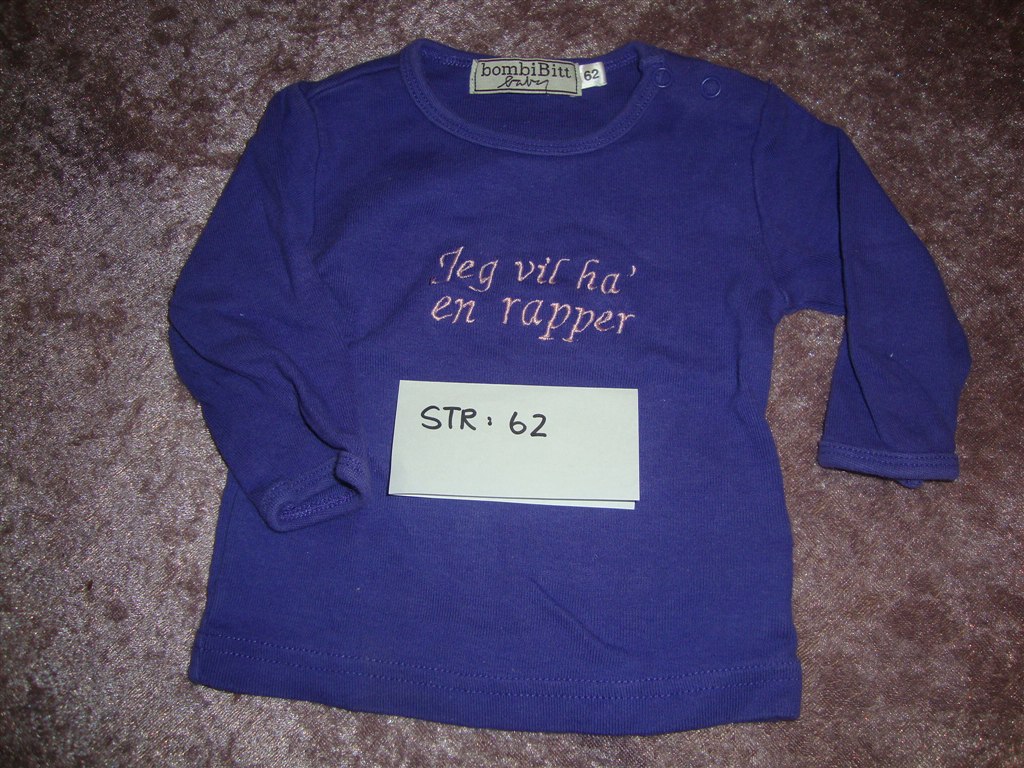 bombiBitt
baby
62
Jeg vil ha'
en rapper
STR: 62